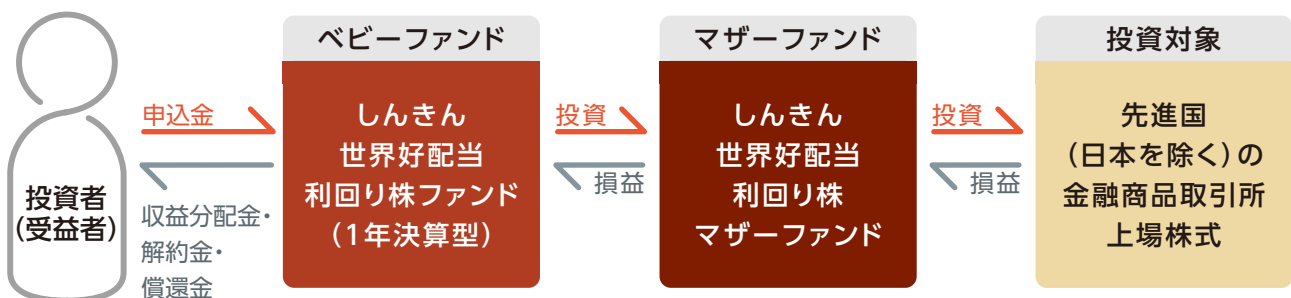 投資者
(受益者)
申込金
収益分配金・
解約金・
償還金
ベビーファンド
しんきん
世界好配当
利回り株ファンド
(1年決算型)
投資
損益
マザーファンド
しんきん
世界好配当
利回り株
マザーファンド
投資
損益
投資対象
先進国
(日本を除く)の
金融商品取引所
上場株式